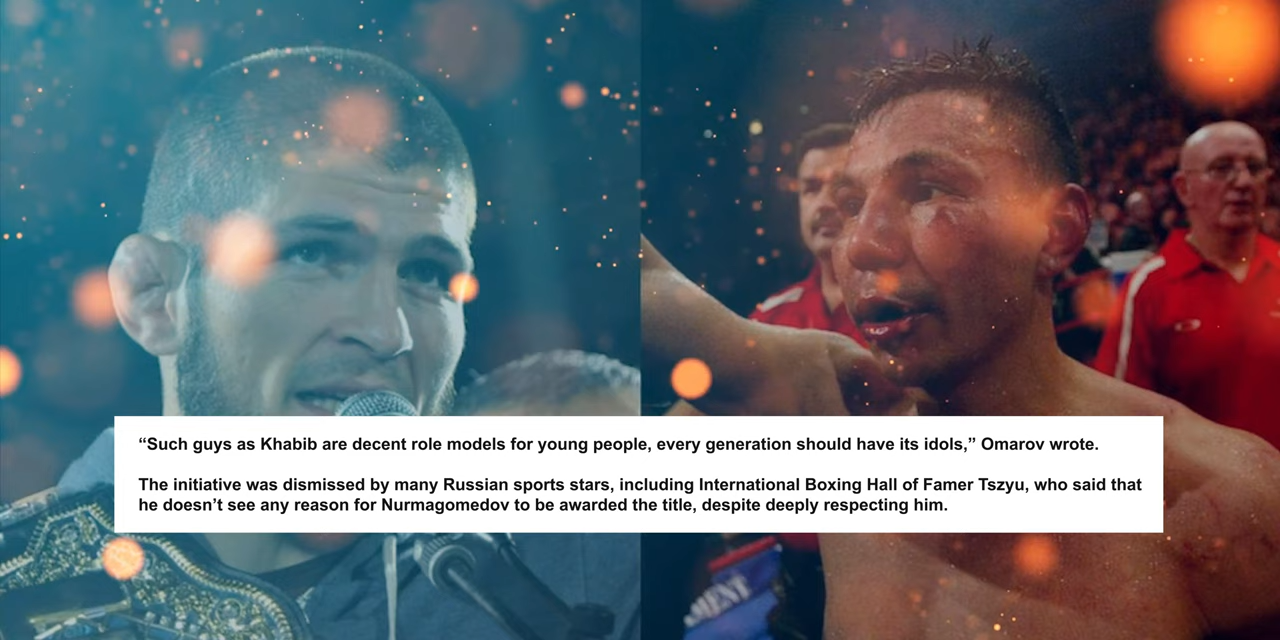 “Such guys as Khabib are decent role models for young people, every generation should have its idols,” Omarov wrote.
The initiative was dismissed by many Russian sports stars, including International Boxing Hall of Famer Tszyu, who said that
he doesn’t see any reason for Nurmagomedov to be awarded the title, despite deeply respecting him.